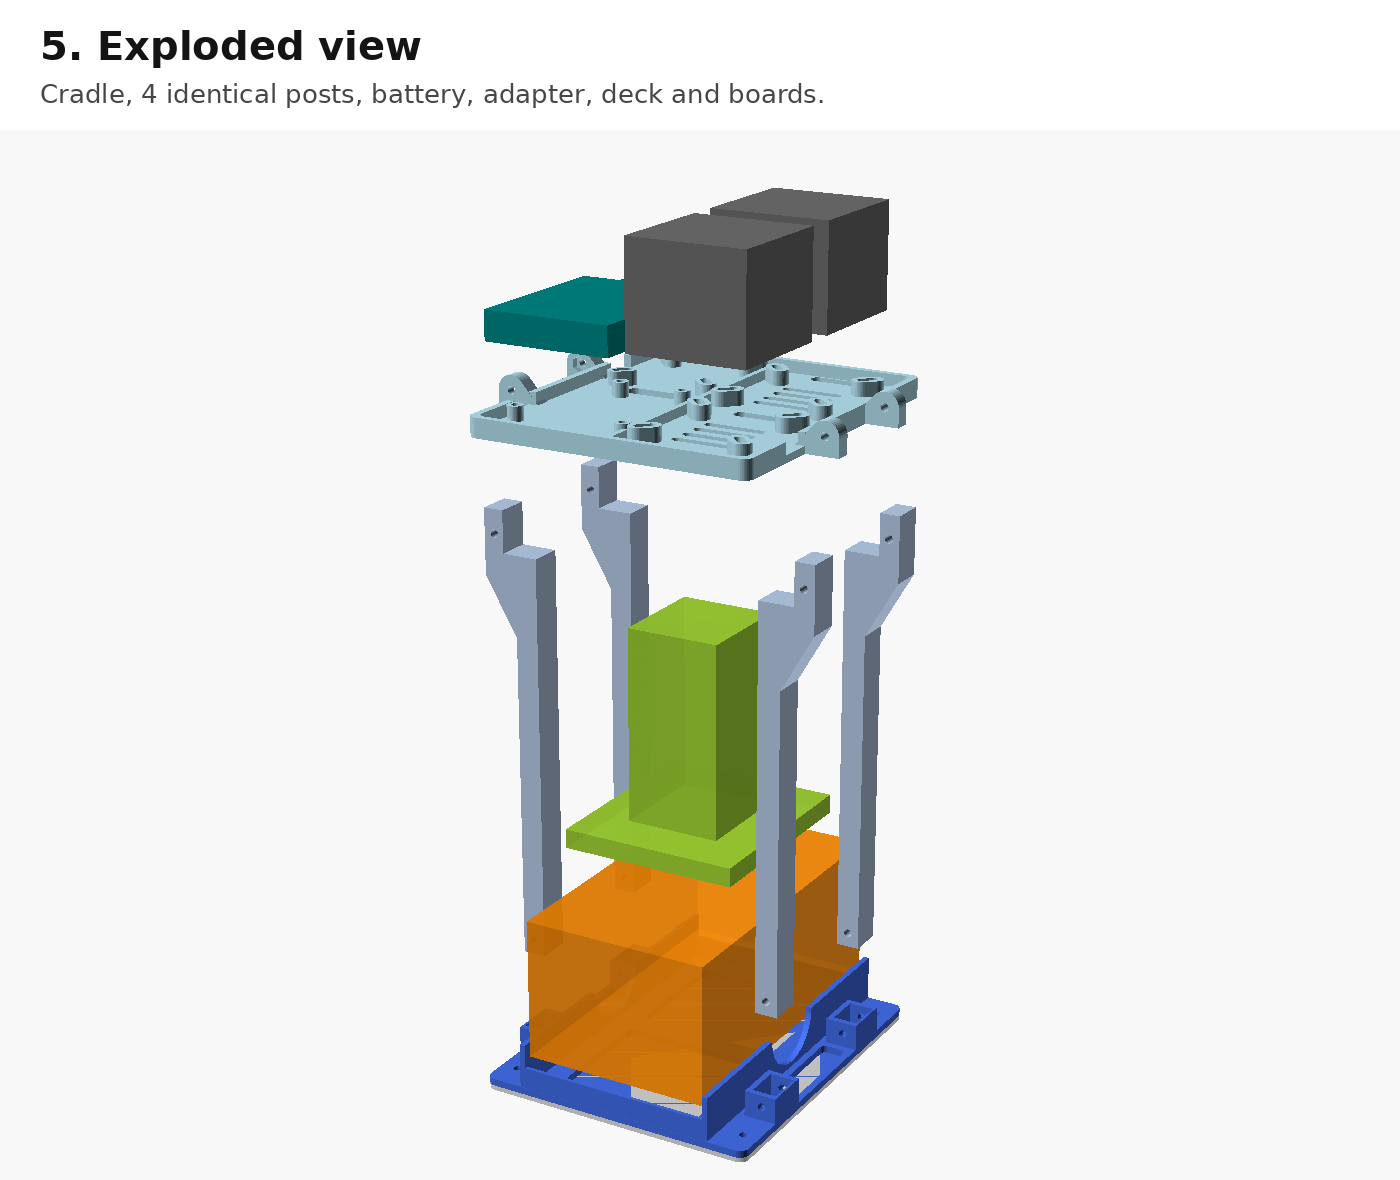 5. Exploded view
Cradle, 4 identical posts, battery, adapter, deck and boards.